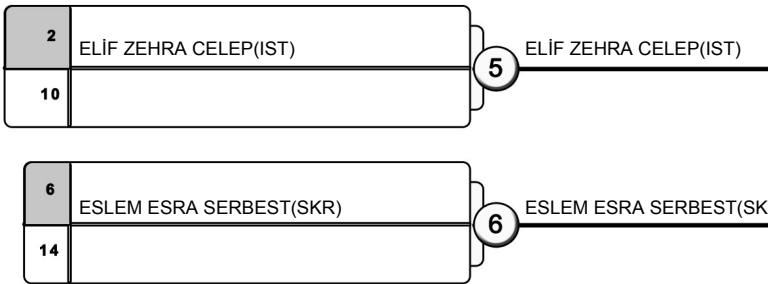 2
ELİF ZEHRA CELEP(IST)
5
ELİF ZEHRA CELEP(IST)
10
6
ESLEM ESRA SERBEST(SKR)
6
ESLEM ESRA SERBEST(SK
14